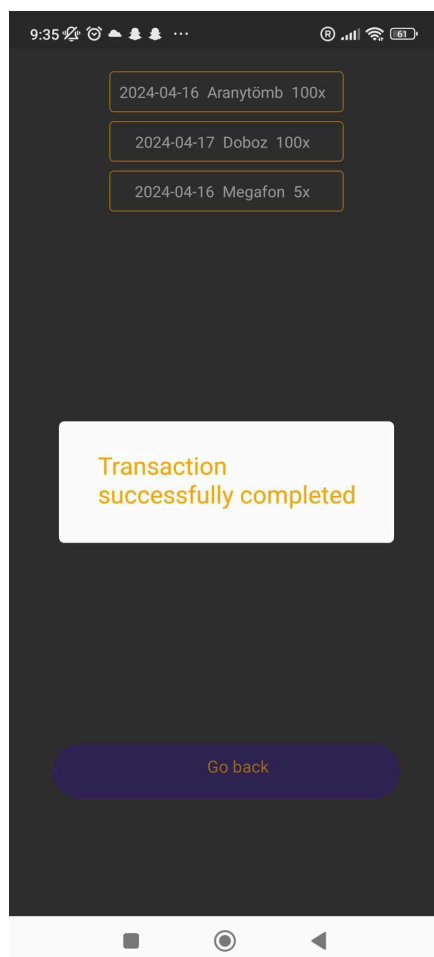 9:35
R
61
2024-04-16 Aranytömb 100x
2024-04-17 Doboz 100x
2024-04-16 Megafon 5x
Transaction
successfully completed
Go back